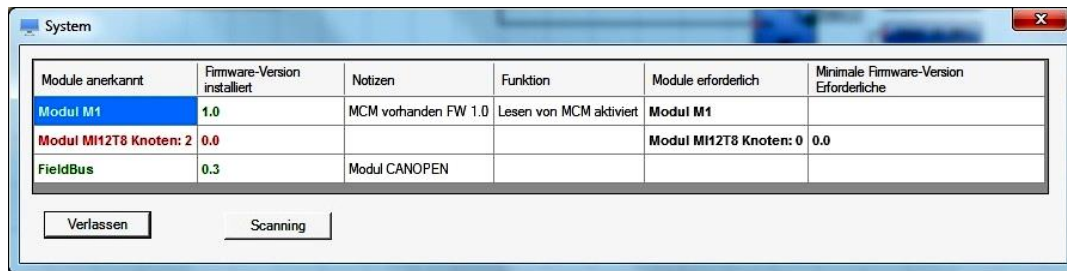 System
Module anerkannt Firmware-Version installiert Notizen Funktion Module erforderlich Minimale Firmware-Version Erforderliche
Modul M1 1.0 MCM vorhanden FW 1.0 Lesen von MCM aktiviert Modul M1
Modul MI12T8 Knoten: 2 0.0 Modul MI12T8 Knoten: 0 0.0
FieldBus 0.3 Modul CANOPEN
Verlassen Scanning